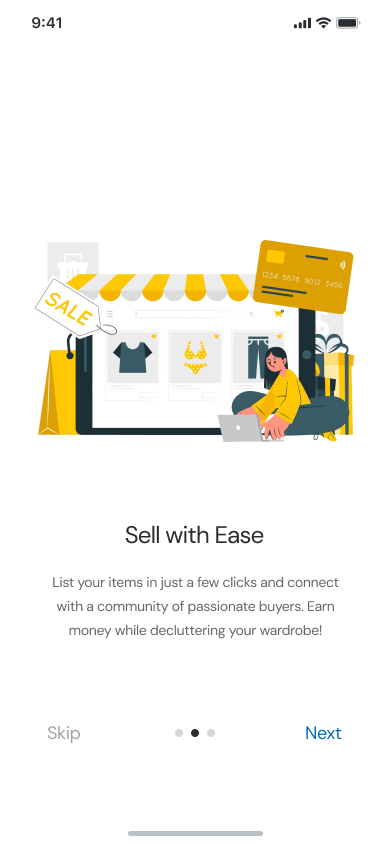 9:41
SALE
1234 5678 9012 3456
Sell with Ease
List your items in just a few clicks and connect
with a community of passionate buyers. Earn
money while decluttering your wardrobe!
Skip
Next